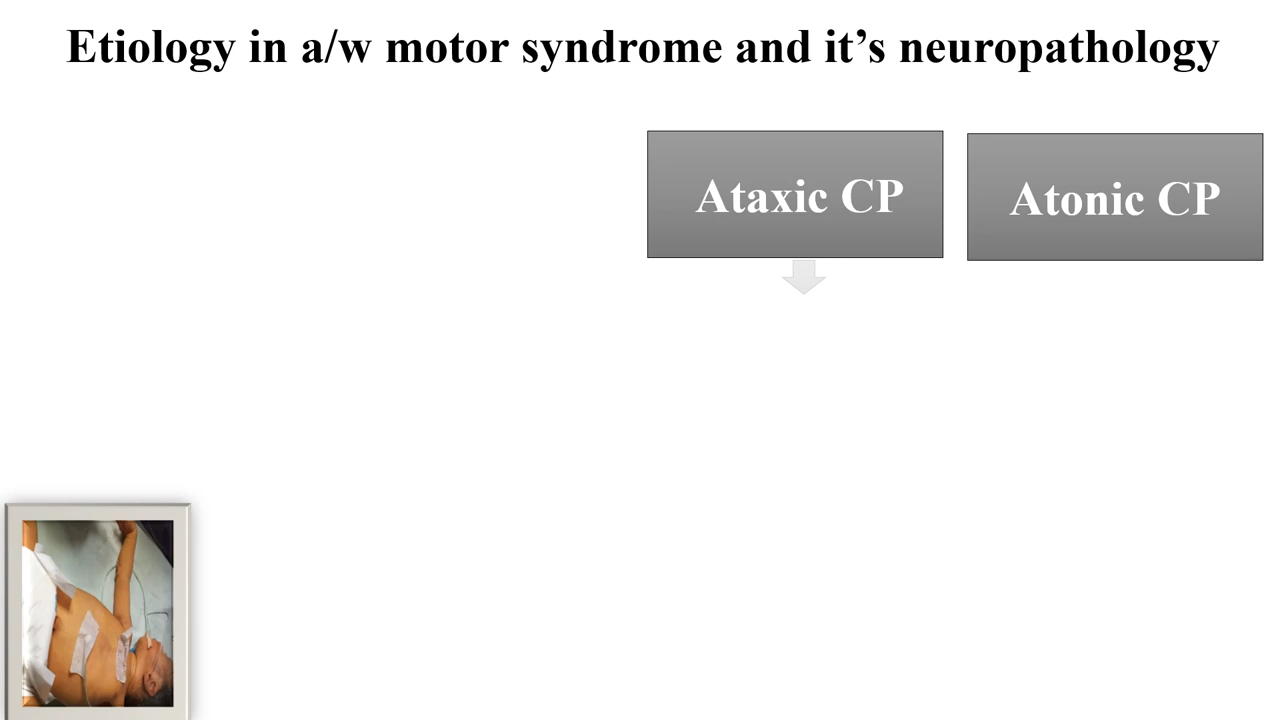 Etiology in a/w motor syndrome and it’s neuropathology
Ataxic CP
Atonic CP